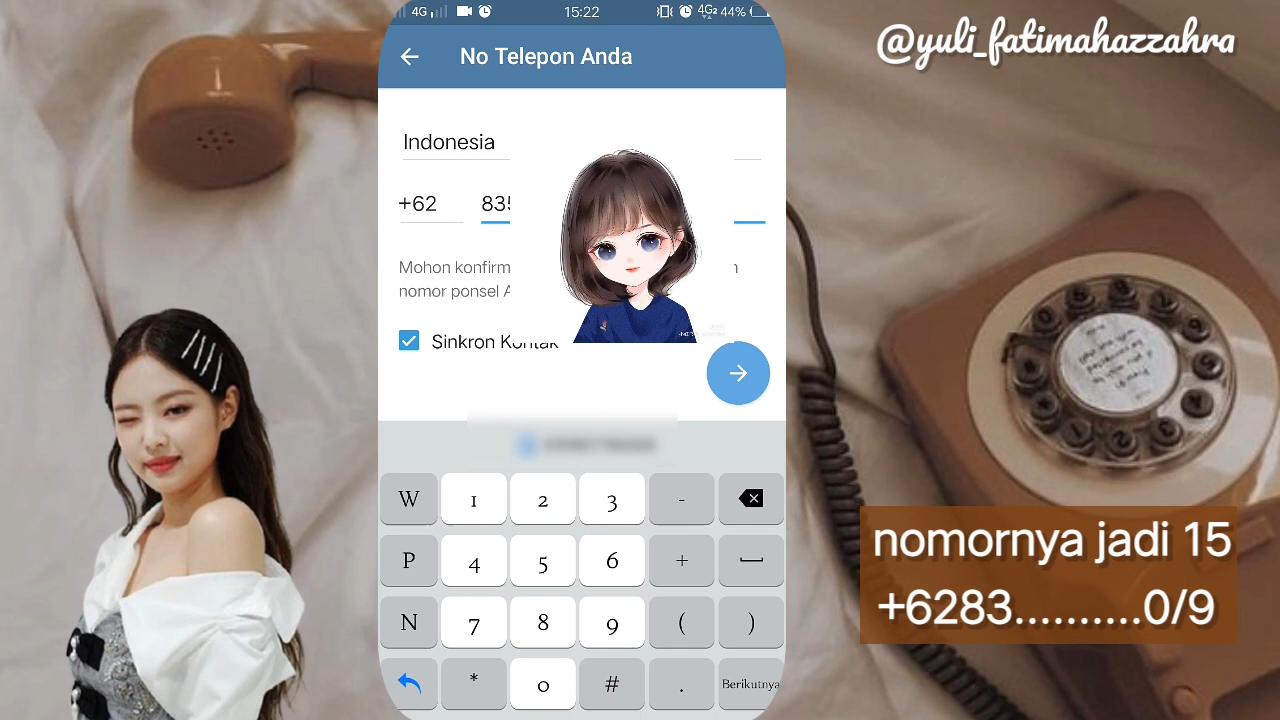 4G 15:22 4G² 44%
@yuli_fatimahazzahra
No Telepon Anda
Indonesia
+62 835
Mohon konfirm
nomor ponsel A
Sinkron Kontak
W 1 2 3 -
P 4 5 6 +
N 7 8 9 ( )
* 0 # . Berikutnya
nomornya jadi 15
+6283..........0/9